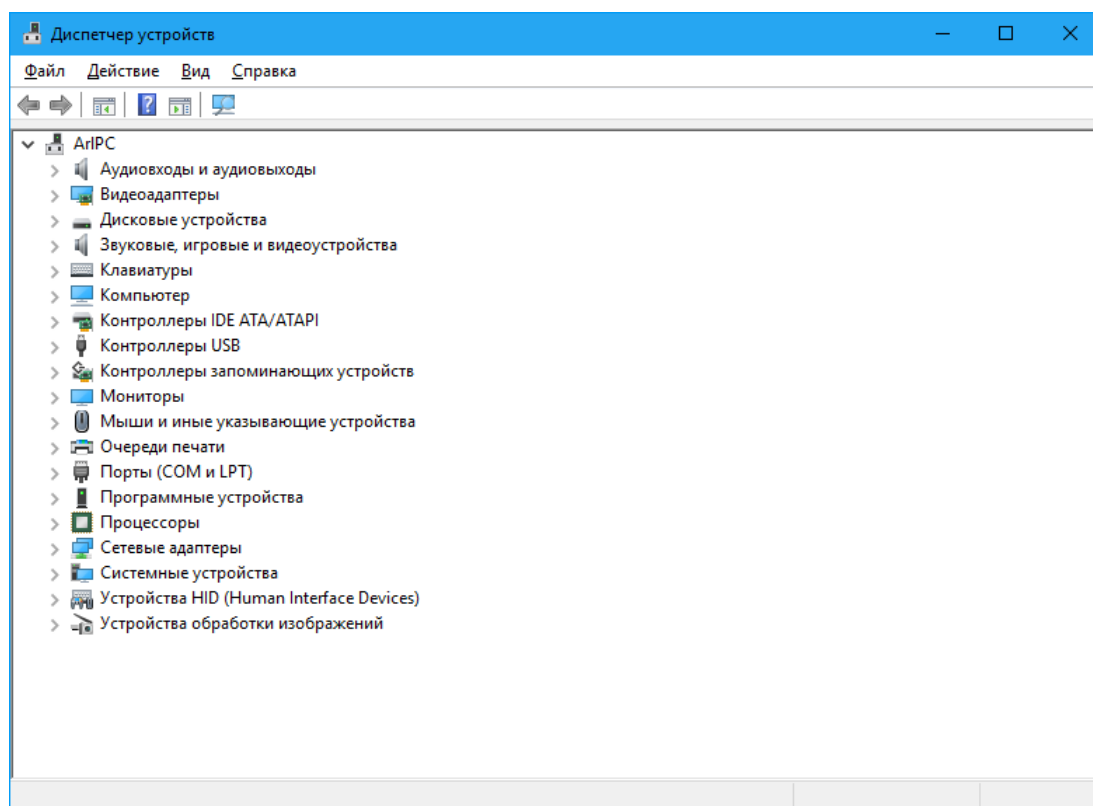 Диспетчер устройств
Файл Действие Вид Справка
ArlPC
Аудиовходы и аудиовыходы
Видеоадаптеры
Дисковые устройства
Звуковые, игровые и видеоустройства
Клавиатуры
Компьютер
Контроллеры IDE ATA/ATAPI
Контроллеры USB
Контроллеры запоминающих устройств
Мониторы
Мыши и иные указывающие устройства
Очереди печати
Порты (COM и LPT)
Программные устройства
Процессоры
Сетевые адаптеры
Системные устройства
Устройства HID (Human Interface Devices)
Устройства обработки изображений